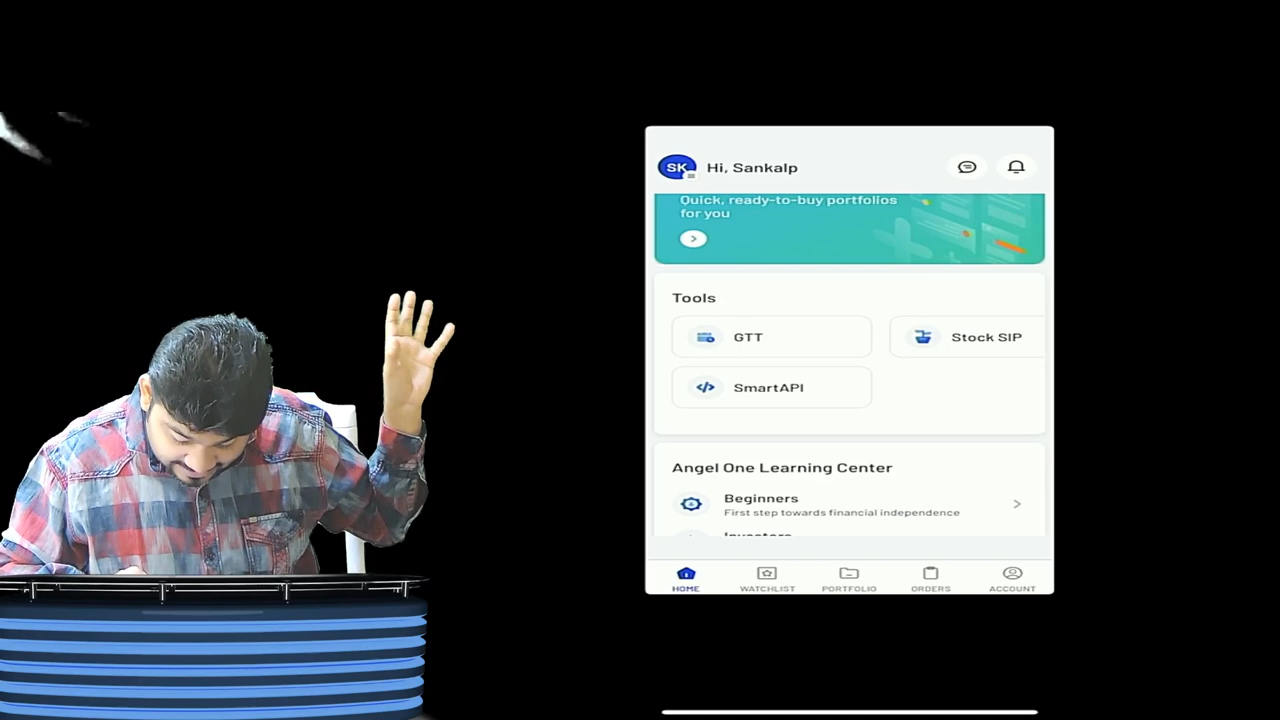 SK
Hi, Sankalp
Quick, ready-to-buy portfolios
for you
Tools
GTT
Stock SIP
SmartAPI
Angel One Learning Center
Beginners
First step towards financial independence
HOME
WATCHLIST
PORTFOLIO
ORDERS
ACCOUNT